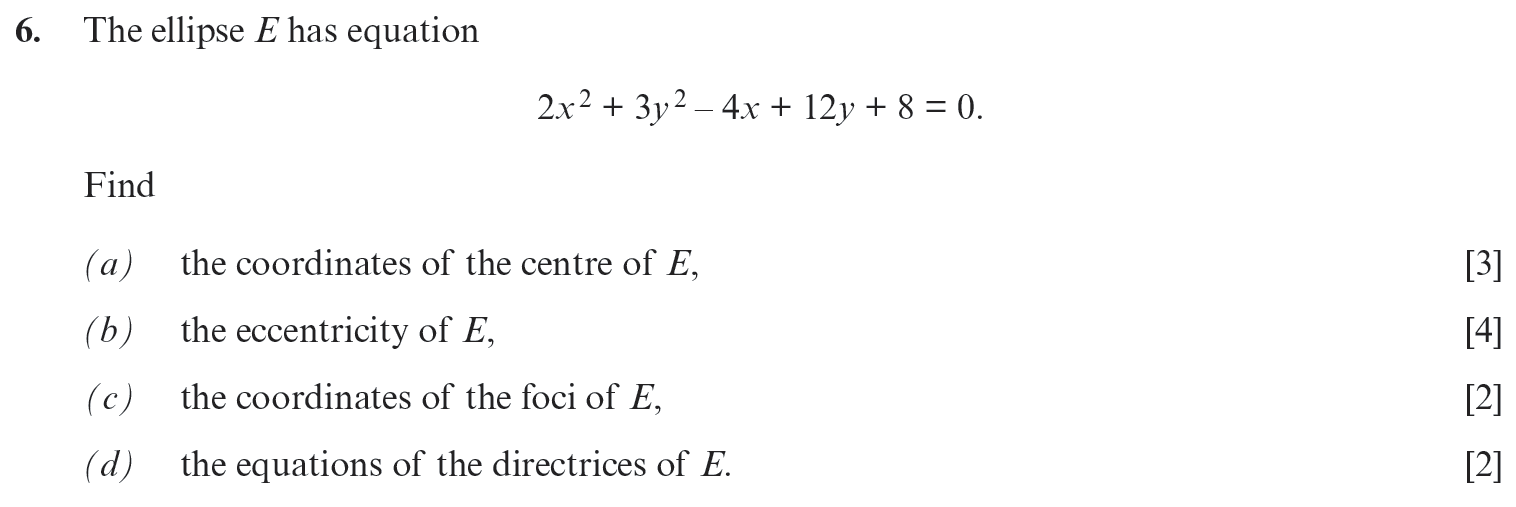 6. The ellipse E has equation
2x² + 3y² – 4x + 12y + 8 = 0.
Find
(a) the coordinates of the centre of E, [3]
(b) the eccentricity of E, [4]
(c) the coordinates of the foci of E, [2]
(d) the equations of the directrices of E. [2]